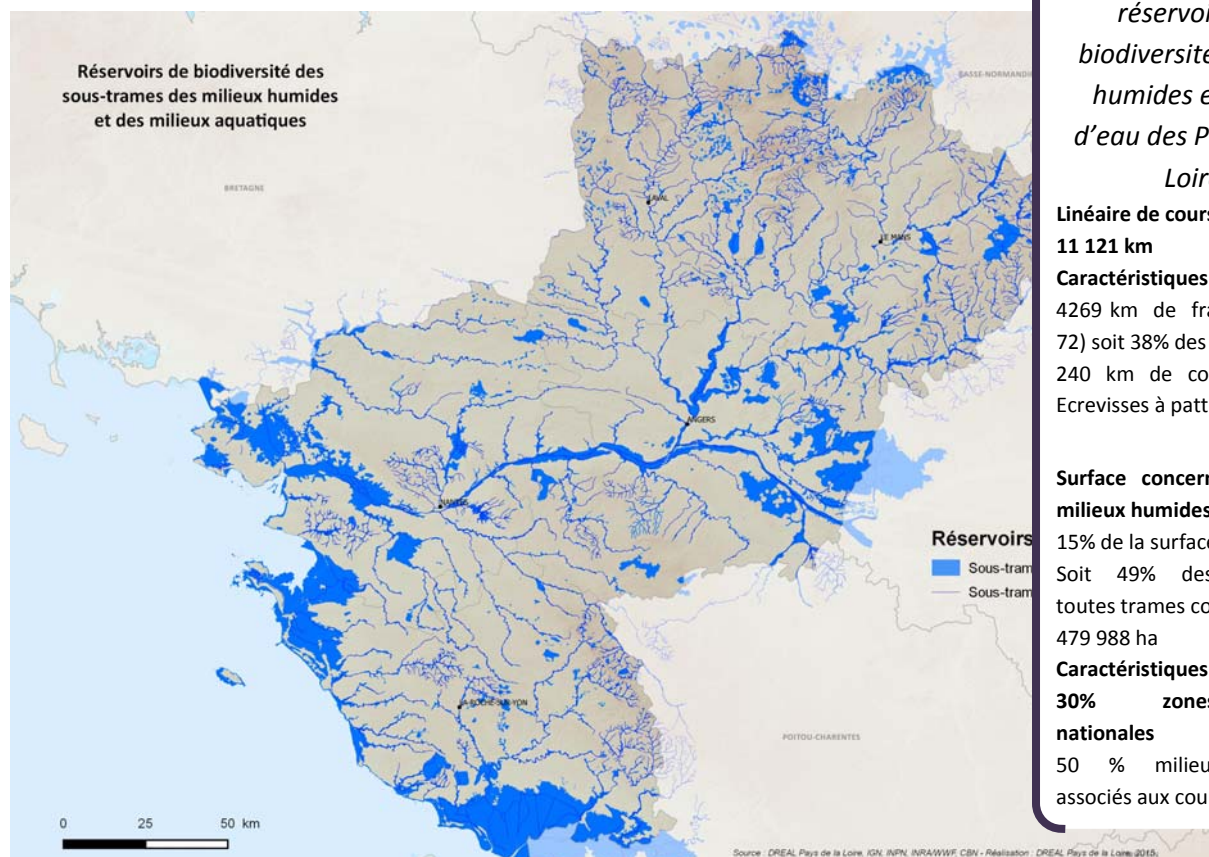 Réservoirs de biodiversité des
sous-trames des milieux humides
et des milieux aquatiques
BASSE-NORMANDI
BRETAGNE
LAVAL
LE MANS
ANGERS
NANTES
Réservoirs
Sous-tram
Sous-tram
LA-ROCHE-SUR-YON
POITOU-CHARENTES
0 25 50 km
Source : DREAL Pays de la Loire, IGN, INPN, INRA/WWF, CBN - Réalisation : DREAL Pays de la Loire, 2015.
réservoi
biodiversité
humides e
d’eau des P
Loir
Linéaire de cours
11 121 km
Caractéristiques
4269 km de fra
72) soit 38% des
240 km de co
Ecrevisses à patt
Surface concern
milieux humides
15% de la surface
Soit 49% des
toutes trames co
479 988 ha
Caractéristiques
30% zones
nationales
50 % milieu
associés aux cou